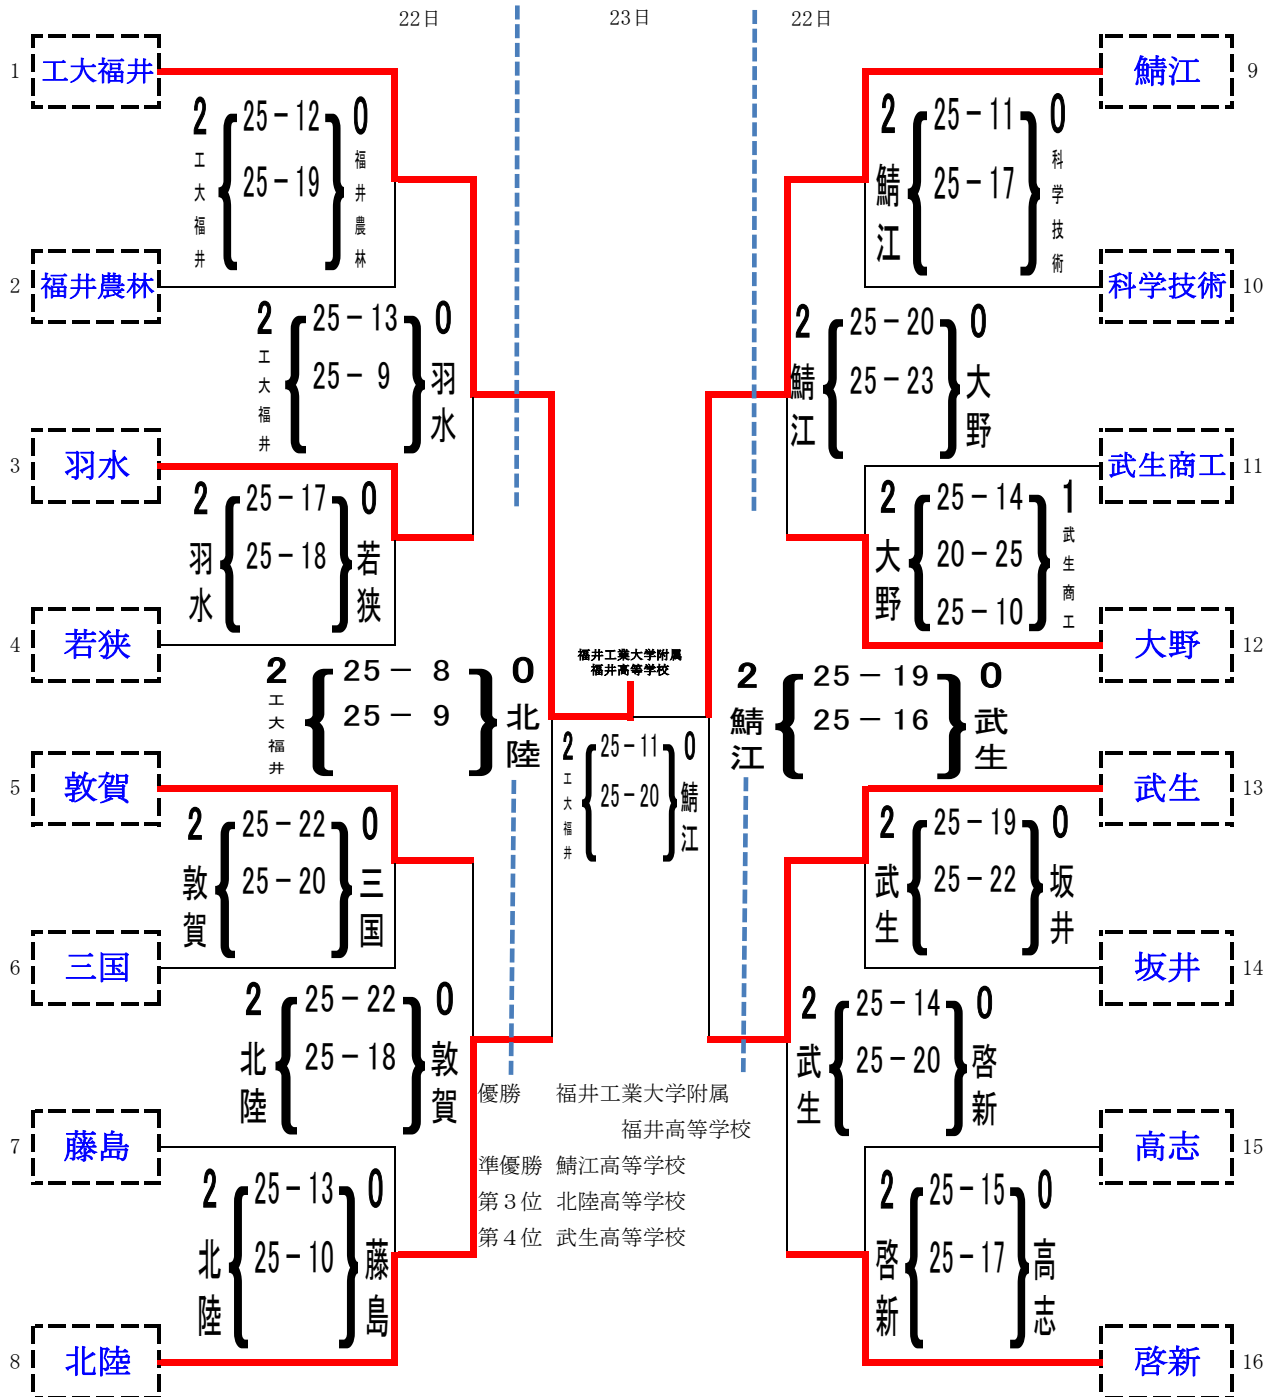 22日
23日
22日
1 工大福井
2 工大福井 25－12 0 福井農林
25－19
2 福井農林
2 工大福井 25－13 0 羽水
25－ 9
3 羽水
2 羽水 25－17 0 若狭
25－18
4 若狭
2 工大福井 25－ 8 0 北陸
25－ 9
5 敦賀
2 敦賀 25－22 0 三国
25－20
6 三国
2 北陸 25－22 0 敦賀
25－18
7 藤島
2 北陸 25－13 0 藤島
25－10
8 北陸
福井工業大学附属
福井高等学校
2 工大福井 25－11 0 鯖江
25－20
鯖江 9
2 鯖江 25－11 0 科学技術
25－17
科学技術 10
2 鯖江 25－20 0 大野
25－23
武生商工 11
2 大野 25－14 1 武生商工
20－25
25－10
大野 12
2 鯖江 25－19 0 武生
25－16
武生 13
2 武生 25－19 0 坂井
25－22
坂井 14
2 武生 25－14 0 啓新
25－20
高志 15
2 啓新 25－15 0 高志
25－17
啓新 16
優勝 福井工業大学附属
福井高等学校
準優勝 鯖江高等学校
第３位 北陸高等学校
第４位 武生高等学校